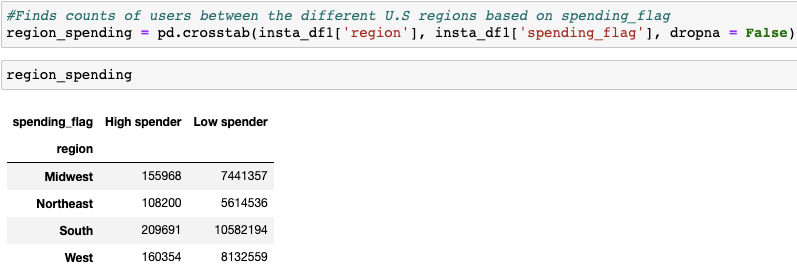 #Finds counts of users between the different U.S regions based on spending_flag
region_spending = pd.crosstab(insta_df1['region'], insta_df1['spending_flag'], dropna = False)
region_spending
spending_flag High spender Low spender
region
Midwest 155968 7441357
Northeast 108200 5614536
South 209691 10582194
West 160354 8132559